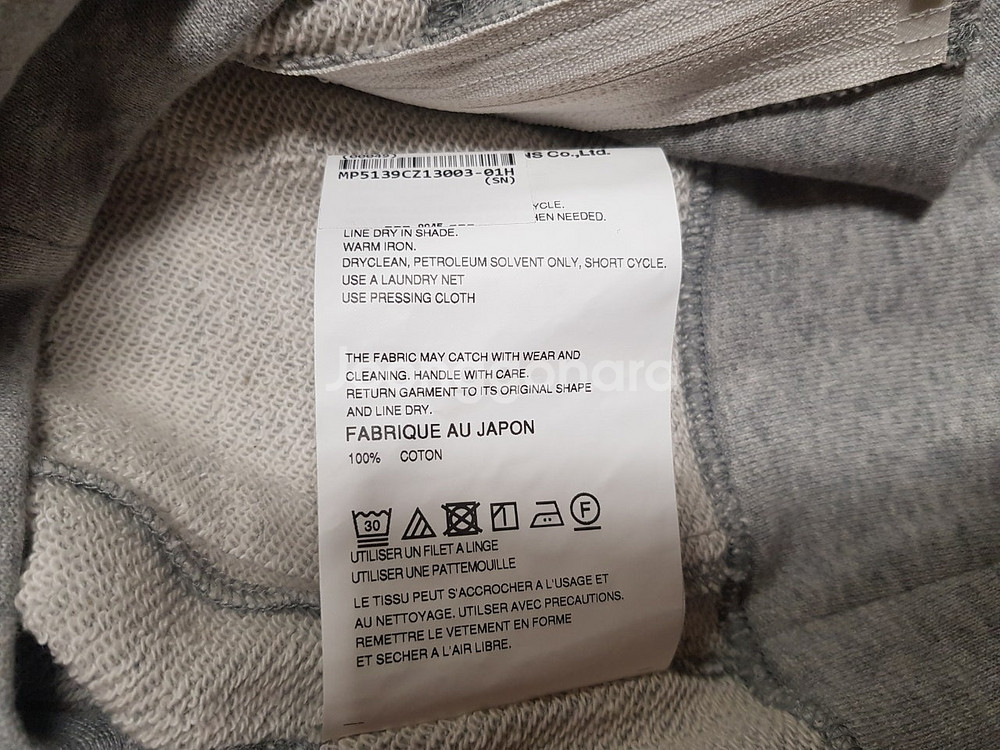 NS Co.,Ltd.
MP5139CZ13003-01H
(SN)
YCLE.
HEN NEEDED.
LINE DRY IN SHADE.
WARM IRON.
DRYCLEAN, PETROLEUM SOLVENT ONLY, SHORT CYCLE.
USE A LAUNDRY NET
USE PRESSING CLOTH
THE FABRIC MAY CATCH WITH WEAR AND
CLEANING. HANDLE WITH CARE.
RETURN GARMENT TO ITS ORIGINAL SHAPE
AND LINE DRY.
FABRIQUE AU JAPON
100% COTON
30
F
UTILISER UN FILET A LINGE
UTILISER UNE PATTEMOUILLE
LE TISSU PEUT S'ACCROCHER A L'USAGE ET
AU NETTOYAGE. UTILSER AVEC PRECAUTIONS.
REMETTRE LE VETEMENT EN FORME
ET SECHER A L'AIR LIBRE.